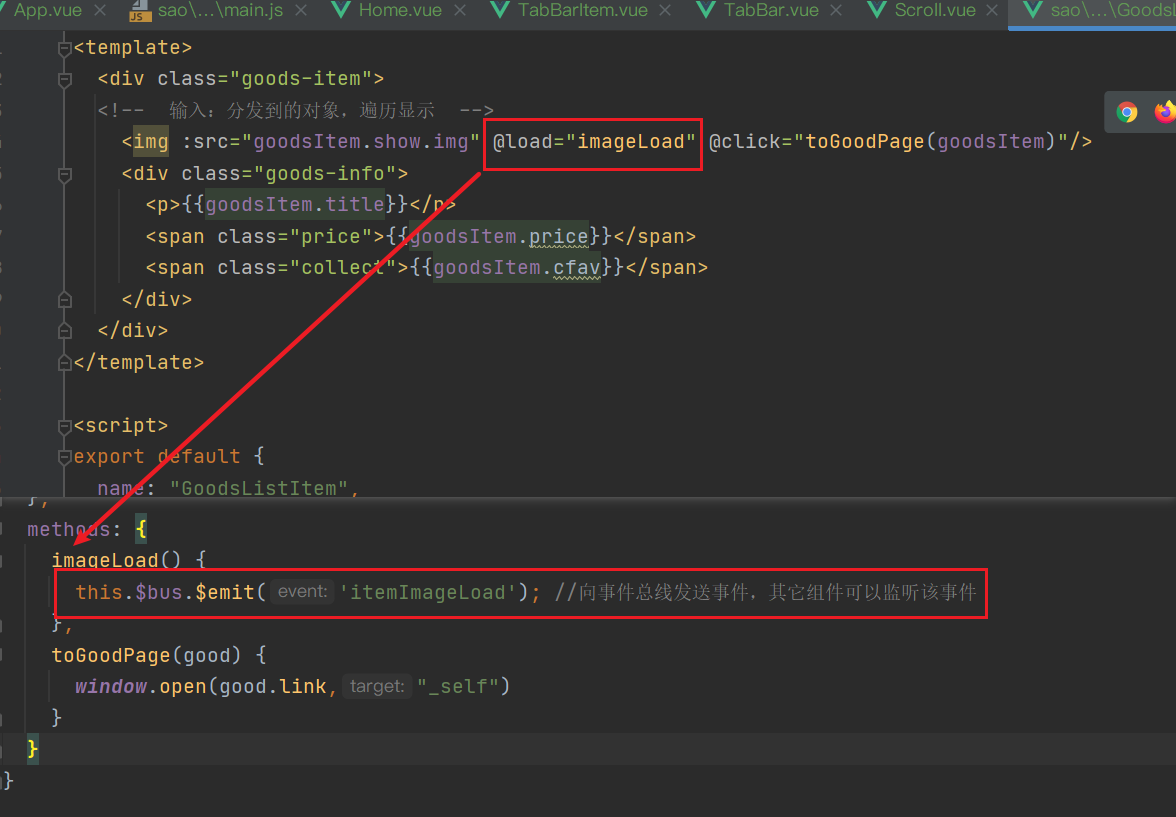 App.vue sao\...\main.js Home.vue TabBarItem.vue TabBar.vue Scroll.vue sao\...\GoodsL
<template>
<div class="goods-item">
<!-- 输入：分发到的对象，遍历显示 -->
<img :src="goodsItem.show.img" @load="imageLoad" @click="toGoodPage(goodsItem)"/>
<div class="goods-info">
<p>{{goodsItem.title}}</p>
<span class="price">{{goodsItem.price}}</span>
<span class="collect">{{goodsItem.cfav}}</span>
</div>
</div>
</template>
<script>
export default {
name: "GoodsListItem",
},
methods: {
imageLoad() {
this.$bus.$emit( event: 'itemImageLoad'); //向事件总线发送事件，其它组件可以监听该事件
},
toGoodPage(good) {
window.open(good.link, target: "_self")
}
}
}